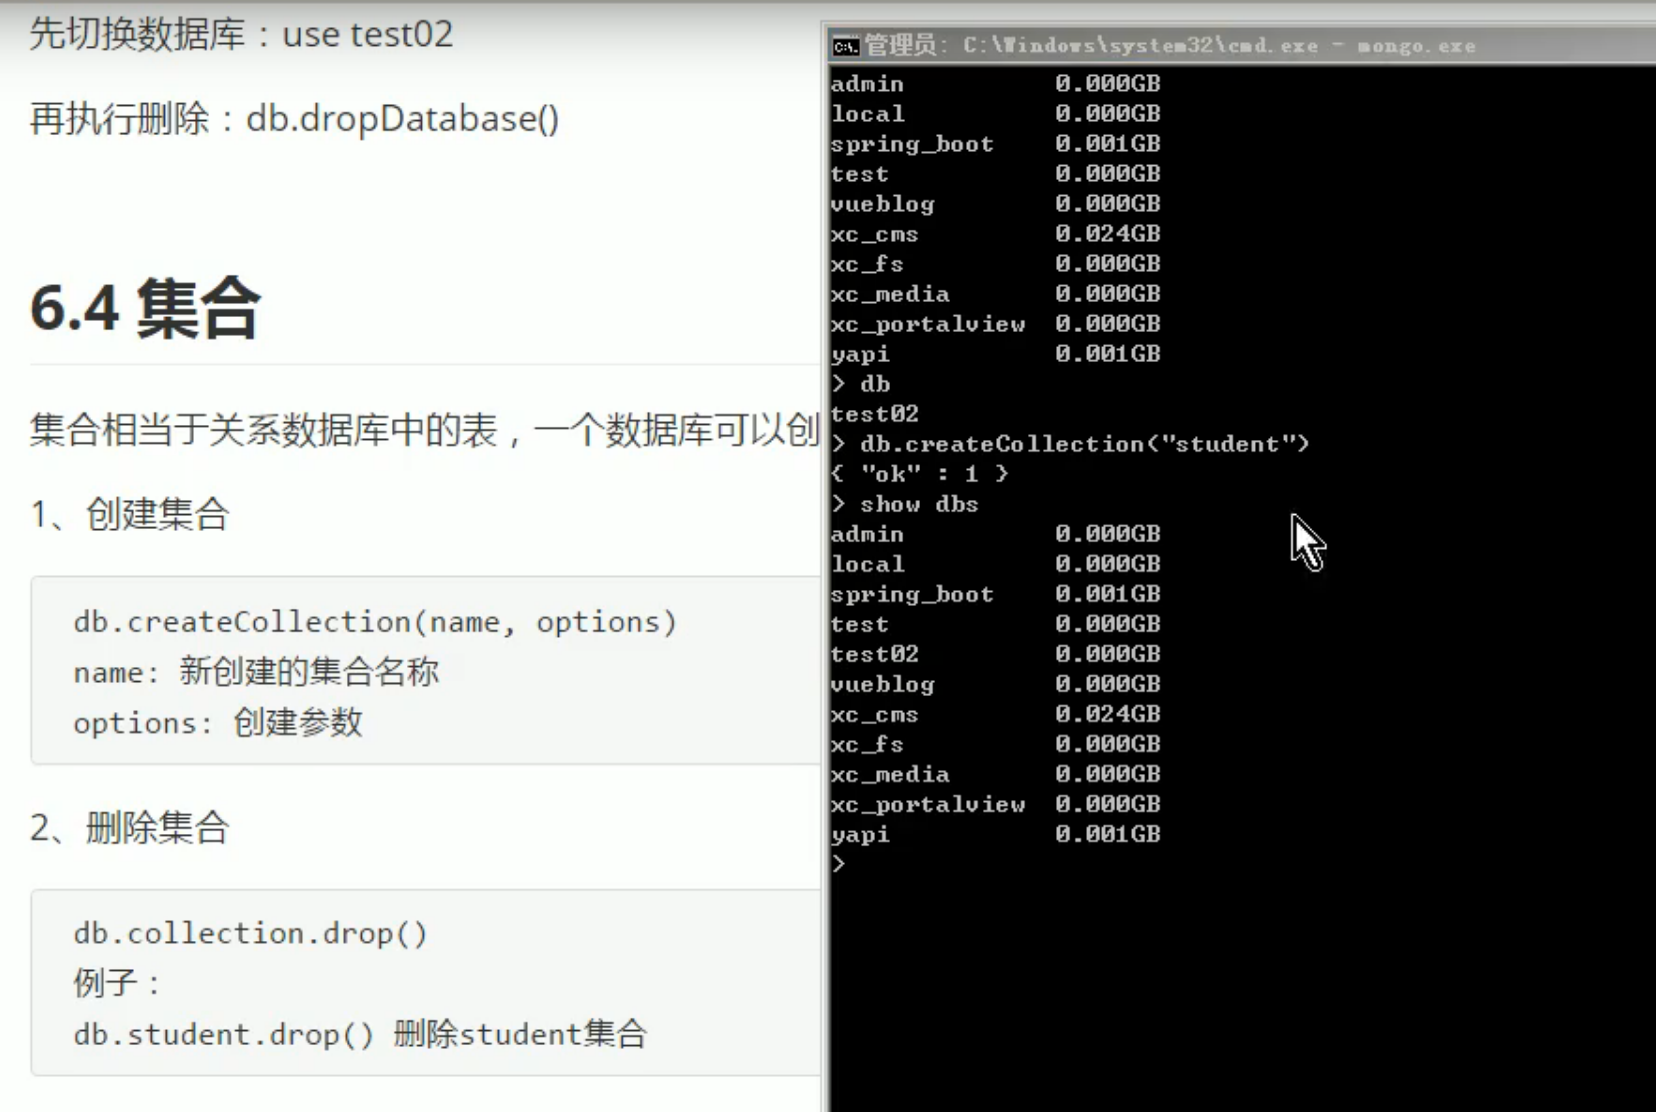 先切换数据库：use test02
再执行删除：db.dropDatabase()
6.4 集合
集合相当于关系数据库中的表，一个数据库可以创
1、创建集合
db.createCollection(name, options)
name: 新创建的集合名称
options: 创建参数
2、删除集合
db.collection.drop()
例子：
db.student.drop() 删除student集合
管理员: C:\Windows\system32\cmd.exe - mongo.exe
admin 0.000GB
local 0.000GB
spring_boot 0.001GB
test 0.000GB
vueblog 0.000GB
xc_cms 0.024GB
xc_fs 0.000GB
xc_media 0.000GB
xc_portalview 0.000GB
yapi 0.001GB
> db
test02
> db.createCollection("student")
{ "ok" : 1 }
> show dbs
admin 0.000GB
local 0.000GB
spring_boot 0.001GB
test 0.000GB
test02 0.000GB
vueblog 0.000GB
xc_cms 0.024GB
xc_fs 0.000GB
xc_media 0.000GB
xc_portalview 0.000GB
yapi 0.001GB
>